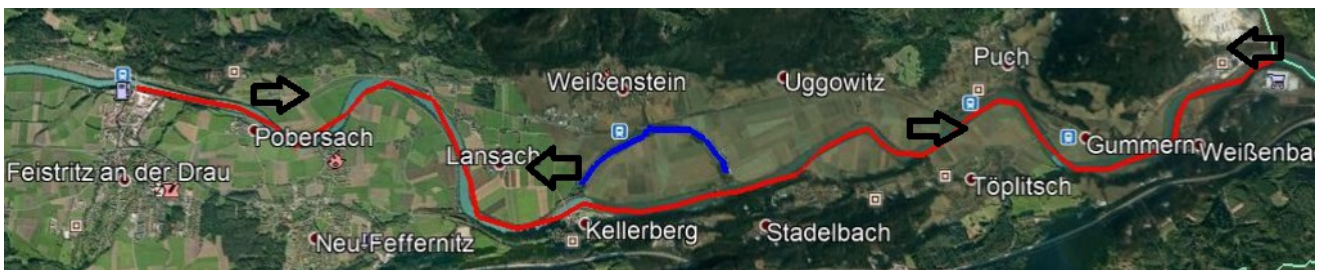 Puch
Weißenstein
Uggowitz
Pobersach
Lansach
Gummern
Weißenba
Feistritz an der Drau
Töplitsch
Neu Feffernitz
Kellerberg
Stadelbach